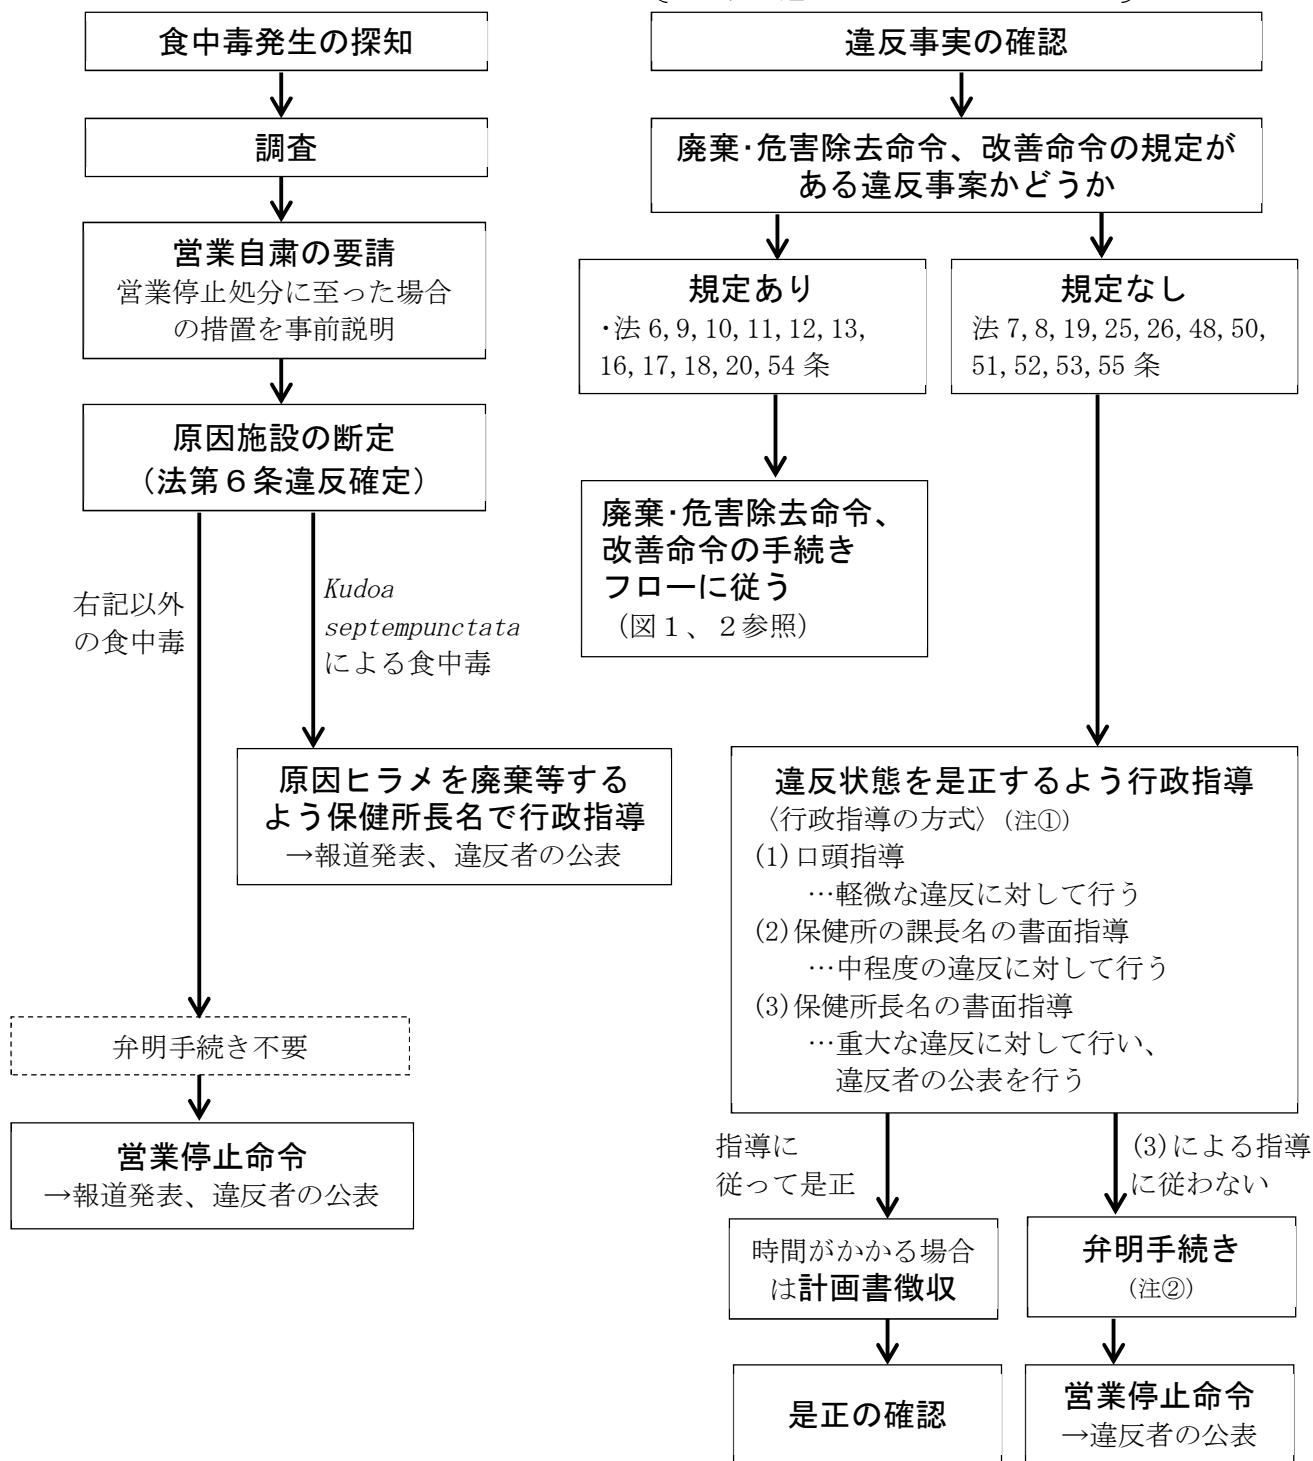 食中毒発生の探知
調査
営業自粛の要請
営業停止処分に至った場合
の措置を事前説明
原因施設の断定
（法第６条違反確定）
右記以外
の食中毒
Kudoa
septempunctata
による食中毒
原因ヒラメを廃棄等する
よう保健所長名で行政指導
→報道発表、違反者の公表
弁明手続き不要
営業停止命令
→報道発表、違反者の公表
違反事実の確認
廃棄･危害除去命令、改善命令の規定が
ある違反事案かどうか
規定あり
･法 6, 9, 10, 11, 12, 13,
16, 17, 18, 20, 54 条
規定なし
法 7, 8, 19, 25, 26, 48, 50,
51, 52, 53, 55 条
廃棄･危害除去命令、
改善命令の手続き
フローに従う
（図１、２参照）
違反状態を是正するよう行政指導
〈行政指導の方式〉(注①)
(1)口頭指導
…軽微な違反に対して行う
(2)保健所の課長名の書面指導
…中程度の違反に対して行う
(3)保健所長名の書面指導
…重大な違反に対して行い、
違反者の公表を行う
指導に
従って是正
(3)による指導
に従わない
時間がかかる場合
は計画書徴収
弁明手続き
(注②)
是正の確認
営業停止命令
→違反者の公表